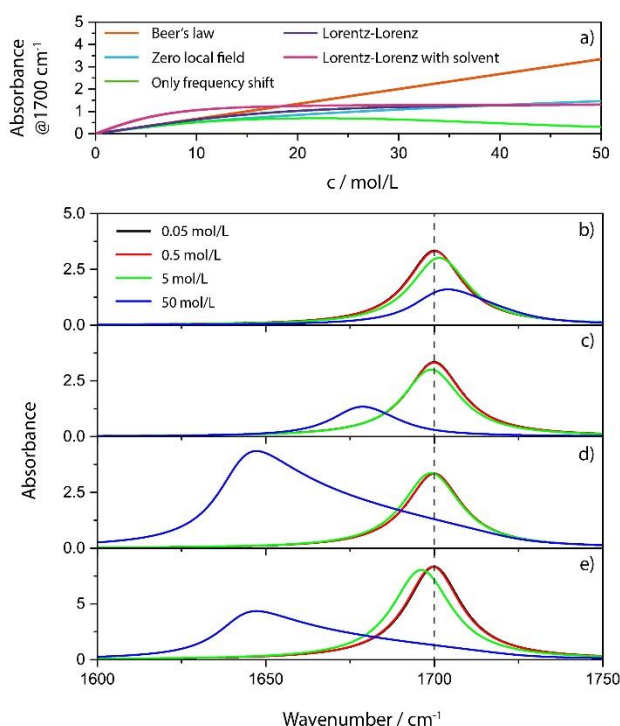 Absorbance
@1700 cm⁻¹
5
4
3
2
1
0
Beer's law
Zero local field
Only frequency shift
Lorentz-Lorenz
Lorentz-Lorenz with solvent
a)
0 10 20 30 40 50
c / mol/L
Absorbance
5.0
2.5
0.0
0.05 mol/L
0.5 mol/L
5 mol/L
50 mol/L
b)
2.5
0.0
c)
2.5
0.0
d)
5
0
e)
1600 1650 1700 1750
Wavenumber / cm⁻¹